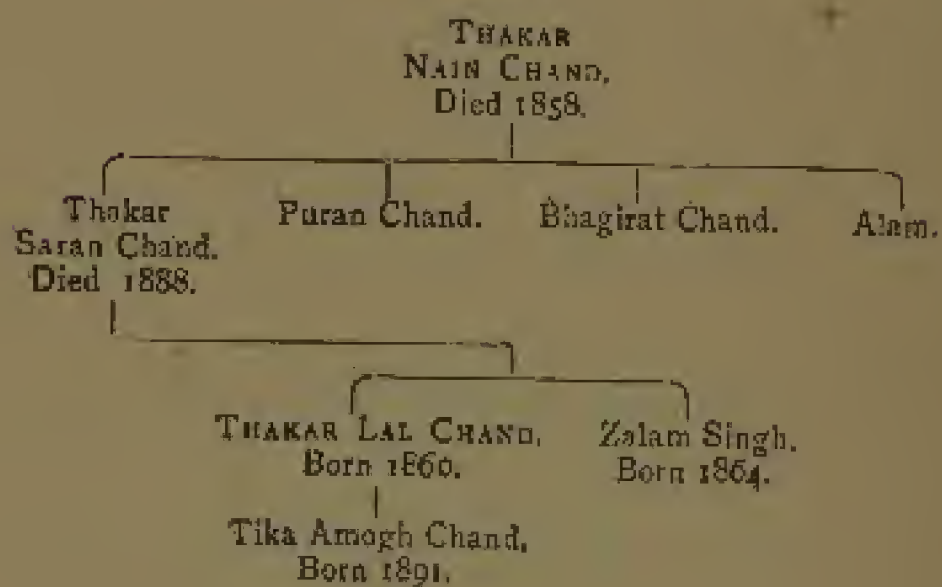 THAKAR
NAIN CHAND.
Died 1858.
Thakar
Saran Chand.
Died 1888.
Puran Chand.
Bhagirat Chand.
Alam.
THAKAR LAL CHAND,
Born 1860.
Zalam Singh.
Born 1864.
Tika Amogh Chand,
Born 1891.